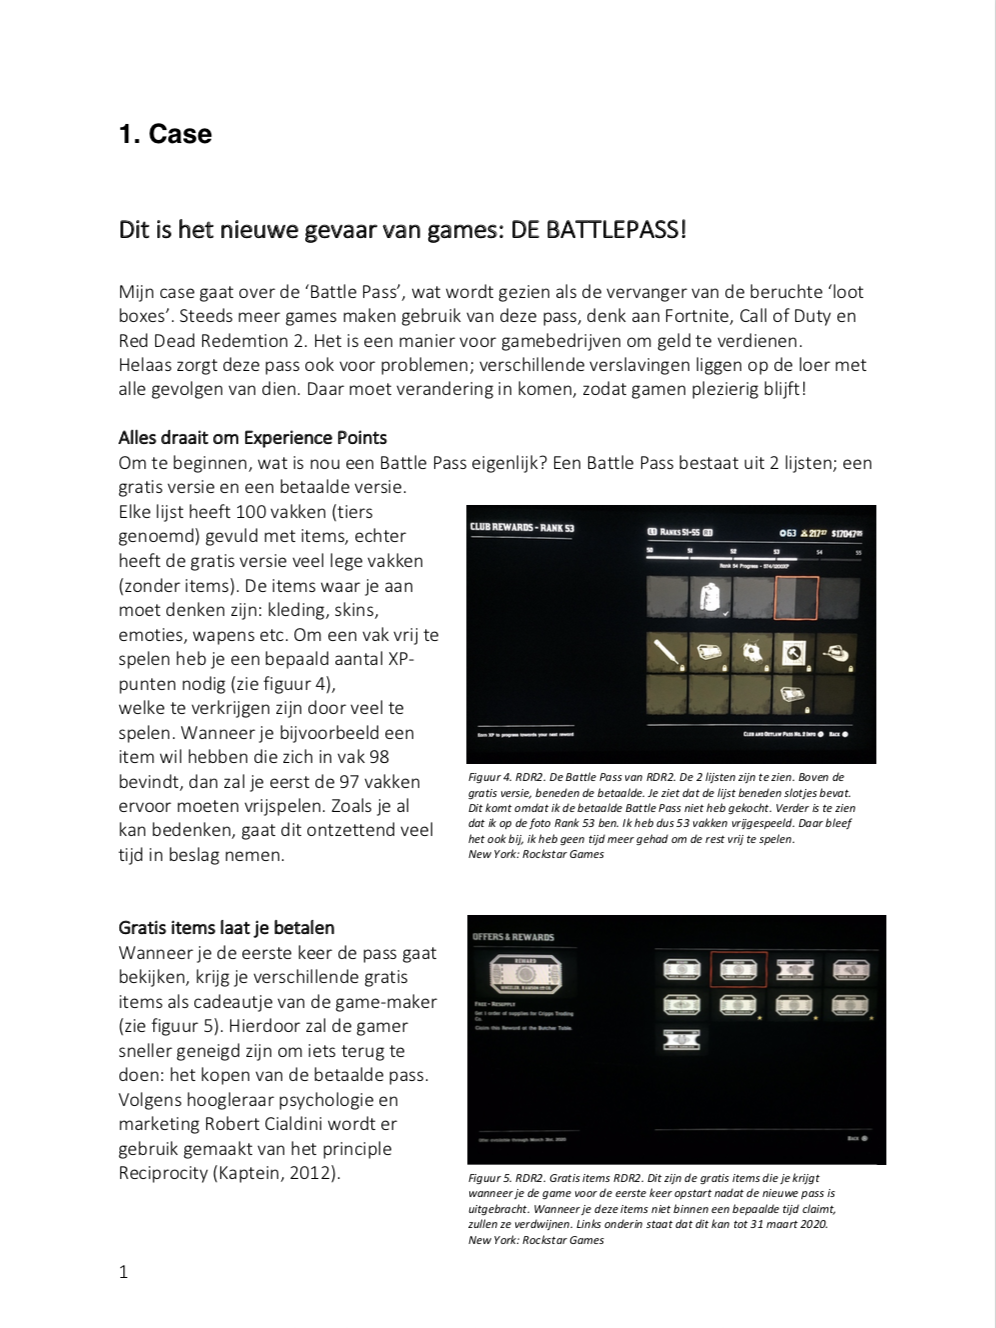 1. Case
Dit is het nieuwe gevaar van games: DE BATTLEPASS!
Mijn case gaat over de ‘Battle Pass’, wat wordt gezien als de vervanger van de beruchte ‘loot
boxes’. Steeds meer games maken gebruik van deze pass, denk aan Fortnite, Call of Duty en
Red Dead Redemtion 2. Het is een manier voor gamebedrijven om geld te verdienen.
Helaas zorgt deze pass ook voor problemen; verschillende verslavingen liggen op de loer met
alle gevolgen van dien. Daar moet verandering in komen, zodat gamen plezierig blijft!
Alles draait om Experience Points
Om te beginnen, wat is nou een Battle Pass eigenlijk? Een Battle Pass bestaat uit 2 lijsten; een
gratis versie en een betaalde versie.
Elke lijst heeft 100 vakken (tiers
genoemd) gevuld met items, echter
heeft de gratis versie veel lege vakken
(zonder items). De items waar je aan
moet denken zijn: kleding, skins,
emoties, wapens etc. Om een vak vrij te
spelen heb je een bepaald aantal XP-
punten nodig (zie figuur 4),
welke te verkrijgen zijn door veel te
spelen. Wanneer je bijvoorbeeld een
item wil hebben die zich in vak 98
bevindt, dan zal je eerst de 97 vakken
ervoor moeten vrijspelen. Zoals je al
kan bedenken, gaat dit ontzettend veel
tijd in beslag nemen.
CLUB REWARDS - RANK 53
RANKS 51-55
63 217 $17047
50 51 52 53 54 55
Earn XP to progress towards your next reward
CLUB AND OUTLAW PASS NO. 2 INFO BACK
Figuur 4. RDR2. De Battle Pass van RDR2. De 2 lijsten zijn te zien. Boven de
gratis versie, beneden de betaalde. Je ziet dat de lijst beneden slotjes bevat.
Dit komt omdat ik de betaalde Battle Pass niet heb gekocht. Verder is te zien
dat ik op de foto Rank 53 ben. Ik heb dus 53 vakken vrijgespeeld. Daar bleef
het ook bij, ik heb geen tijd meer gehad om de rest vrij te spelen.
New York: Rockstar Games
Gratis items laat je betalen
Wanneer je de eerste keer de pass gaat
bekijken, krijg je verschillende gratis
items als cadeautje van de game-maker
(zie figuur 5). Hierdoor zal de gamer
sneller geneigd zijn om iets terug te
doen: het kopen van de betaalde pass.
Volgens hoogleraar psychologie en
marketing Robert Cialdini wordt er
gebruik gemaakt van het principle
Reciprocity (Kaptein, 2012).
OFFERS & REWARDS
REWARD
FREE - RESUPPLY
Get 1 order of supplies for Cripps Trading
Co.
Claim this Reward at the Butcher Table.
Offer available through March 31st, 2020
BACK
Figuur 5. RDR2. Gratis items RDR2. Dit zijn de gratis items die je krijgt
wanneer je de game voor de eerste keer opstart nadat de nieuwe pass is
uitgebracht. Wanneer je deze items niet binnen een bepaalde tijd claimt,
zullen ze verdwijnen. Links onderin staat dat dit kan tot 31 maart 2020.
New York: Rockstar Games
1